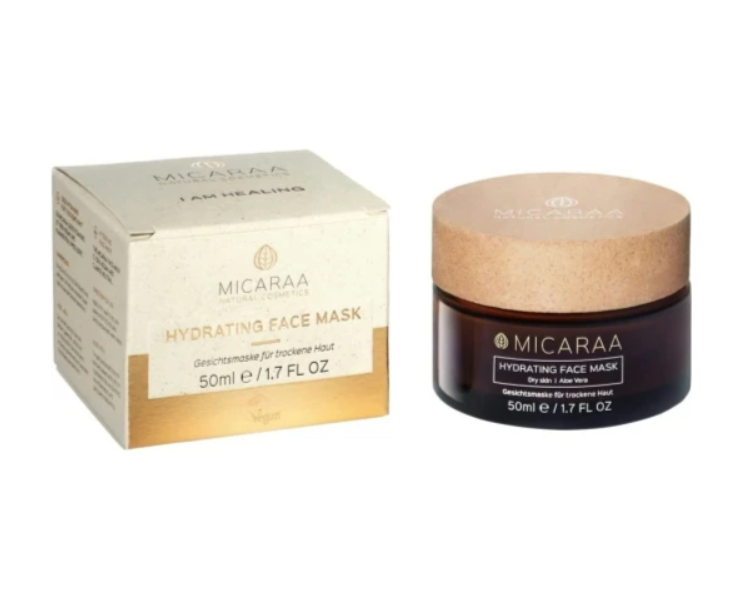 MICARAA
NATURAL COSMETICS
I AM HEALING
MICARAA
NATURAL COSMETICS
HYDRATING FACE MASK
Gesichtsmaske für trockene Haut
50ml ℮ / 1.7 FL OZ
Vegan
MICARAA
NATURAL COSMETICS
MICARAA
HYDRATING FACE MASK
Dry skin | Aloe Vera
Gesichtsmaske für trockene Haut
50ml ℮ / 1.7 FL OZ